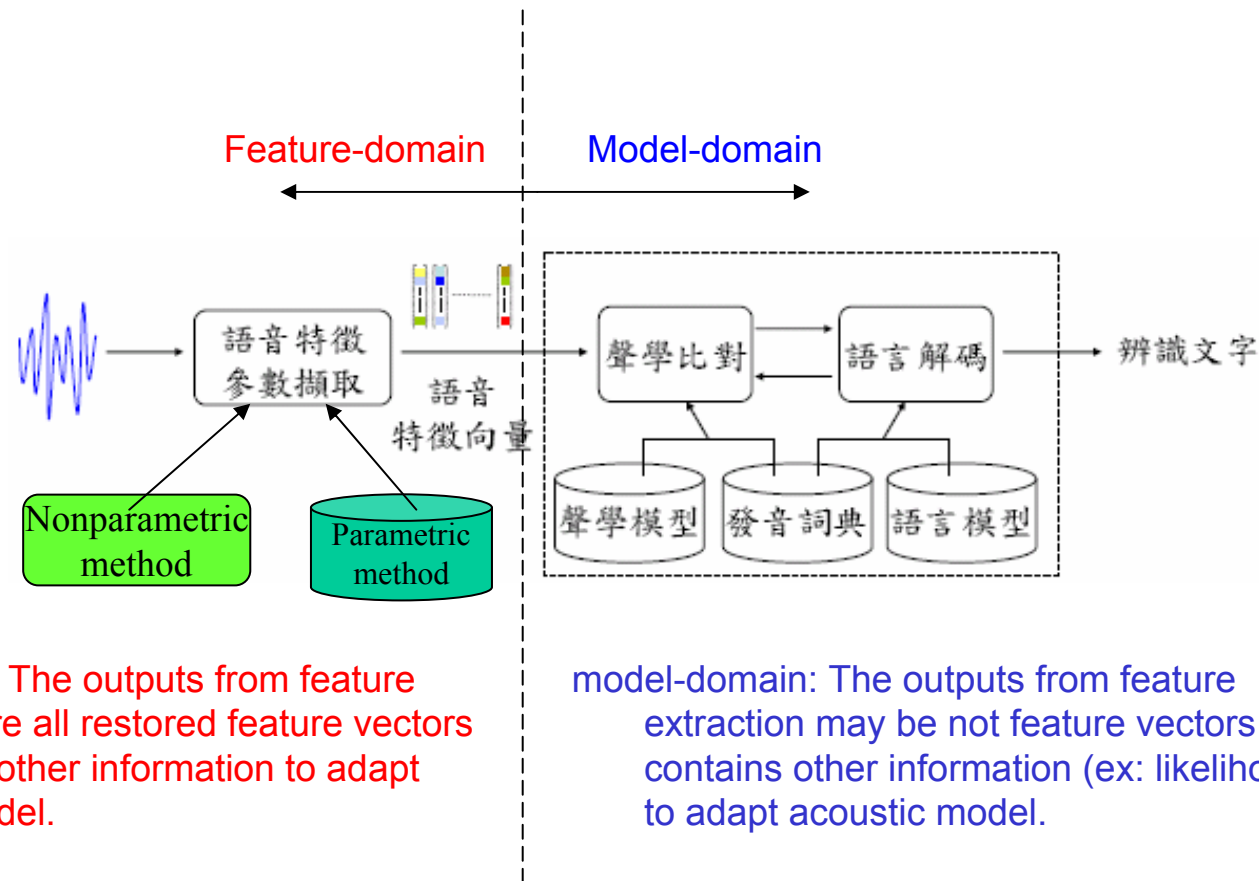 Feature-domain
Model-domain
語音特徵
參數擷取
語音
特徵向量
聲學比對
語言解碼
辨識文字
Nonparametric
method
Parametric
method
聲學模型
發音詞典
語言模型
The outputs from feature
all restored feature vectors
other information to adapt
model-domain: The outputs from feature
extraction may be not feature vectors
contains other information (ex:
to adapt acoustic model.